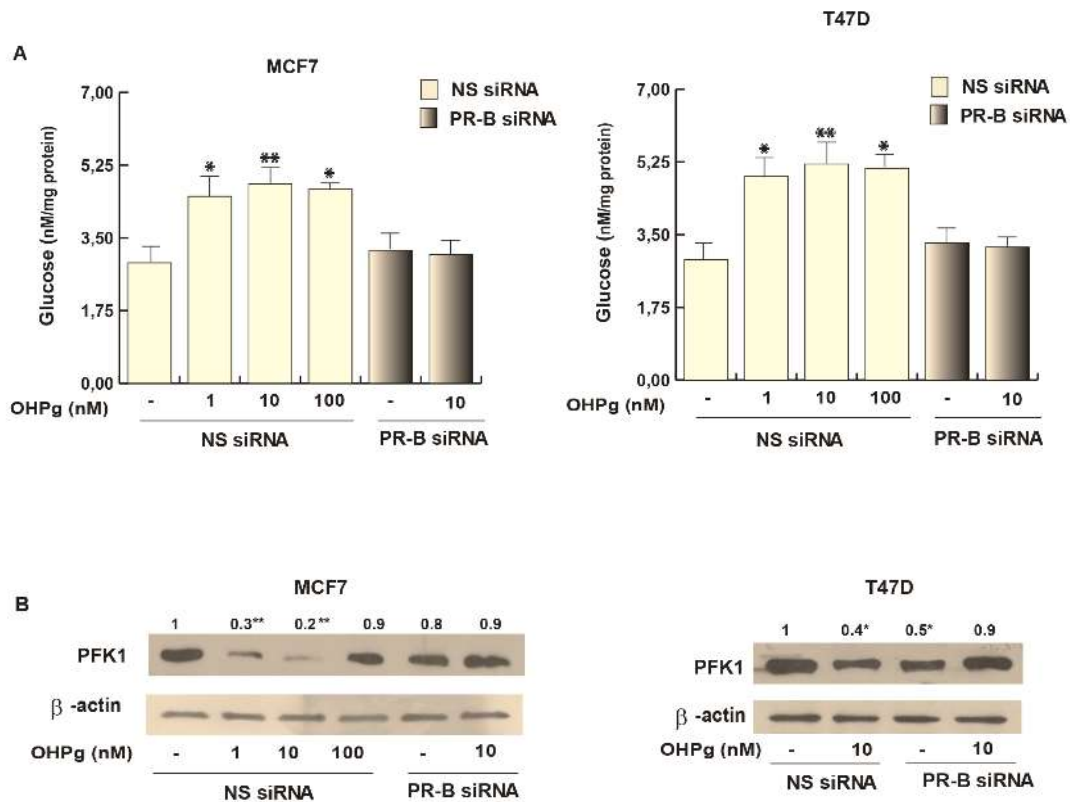 A
MCF7
NS siRNA
PR-B siRNA
Glucose (nM/mg protein)
7,00
5,25
3,50
1,75
0,00
* ** *
OHPg (nM) - 1 10 100 - 10
NS siRNA PR-B siRNA
T47D
NS siRNA
PR-B siRNA
Glucose (nM/mg protein)
7,00
5,25
3,50
1,75
0,00
* ** *
OHPg (nM) - 1 10 100 - 10
NS siRNA PR-B siRNA
B
MCF7
1 0.3** 0.2** 0.9 0.8 0.9
PFK1
β -actin
OHPg (nM) - 1 10 100 - 10
NS siRNA PR-B siRNA
T47D
1 0.4* 0.5* 0.9
PFK1
β -actin
OHPg (nM) - 10 - 10
NS siRNA PR-B siRNA